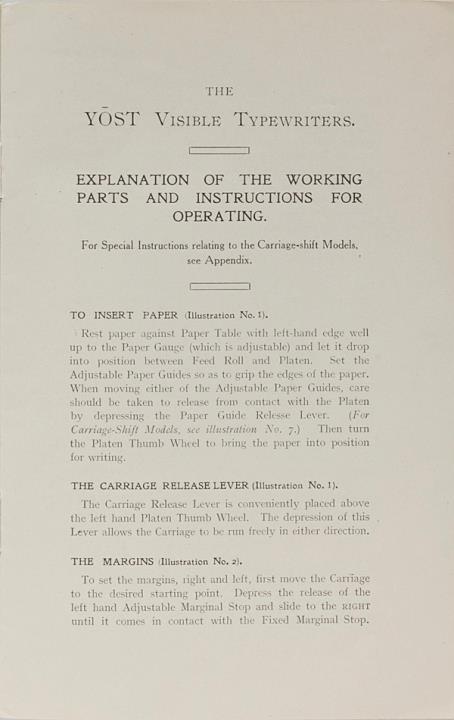 THE
YŌST VISIBLE TYPEWRITERS.
EXPLANATION OF THE WORKING
PARTS AND INSTRUCTIONS FOR
OPERATING.
For Special Instructions relating to the Carriage-shift Models,
see Appendix.
TO INSERT PAPER (Illustration No. 1).
Rest paper against Paper Table with left-hand edge well
up to the Paper Gauge (which is adjustable) and let it drop
into position between Feed Roll and Platen. Set the
Adjustable Paper Guides so as to grip the edges of the paper.
When moving either of the Adjustable Paper Guides, care
should be taken to release from contact with the Platen
by depressing the Paper Guide Relesse Lever. (For
Carriage-Shift Models, see illustration No. 7.) Then turn
the Platen Thumb Wheel to bring the paper into position
for writing.
THE CARRIAGE RELEASE LEVER (Illustration No. 1).
The Carriage Release Lever is conveniently placed above
the left hand Platen Thumb Wheel. The depression of this
Lever allows the Carriage to be run freely in either direction.
THE MARGINS (Illustration No. 2).
To set the margins, right and left, first move the Carriage
to the desired starting point. Depress the release of the
left hand Adjustable Marginal Stop and slide to the RIGHT
until it comes in contact with the Fixed Marginal Stop.